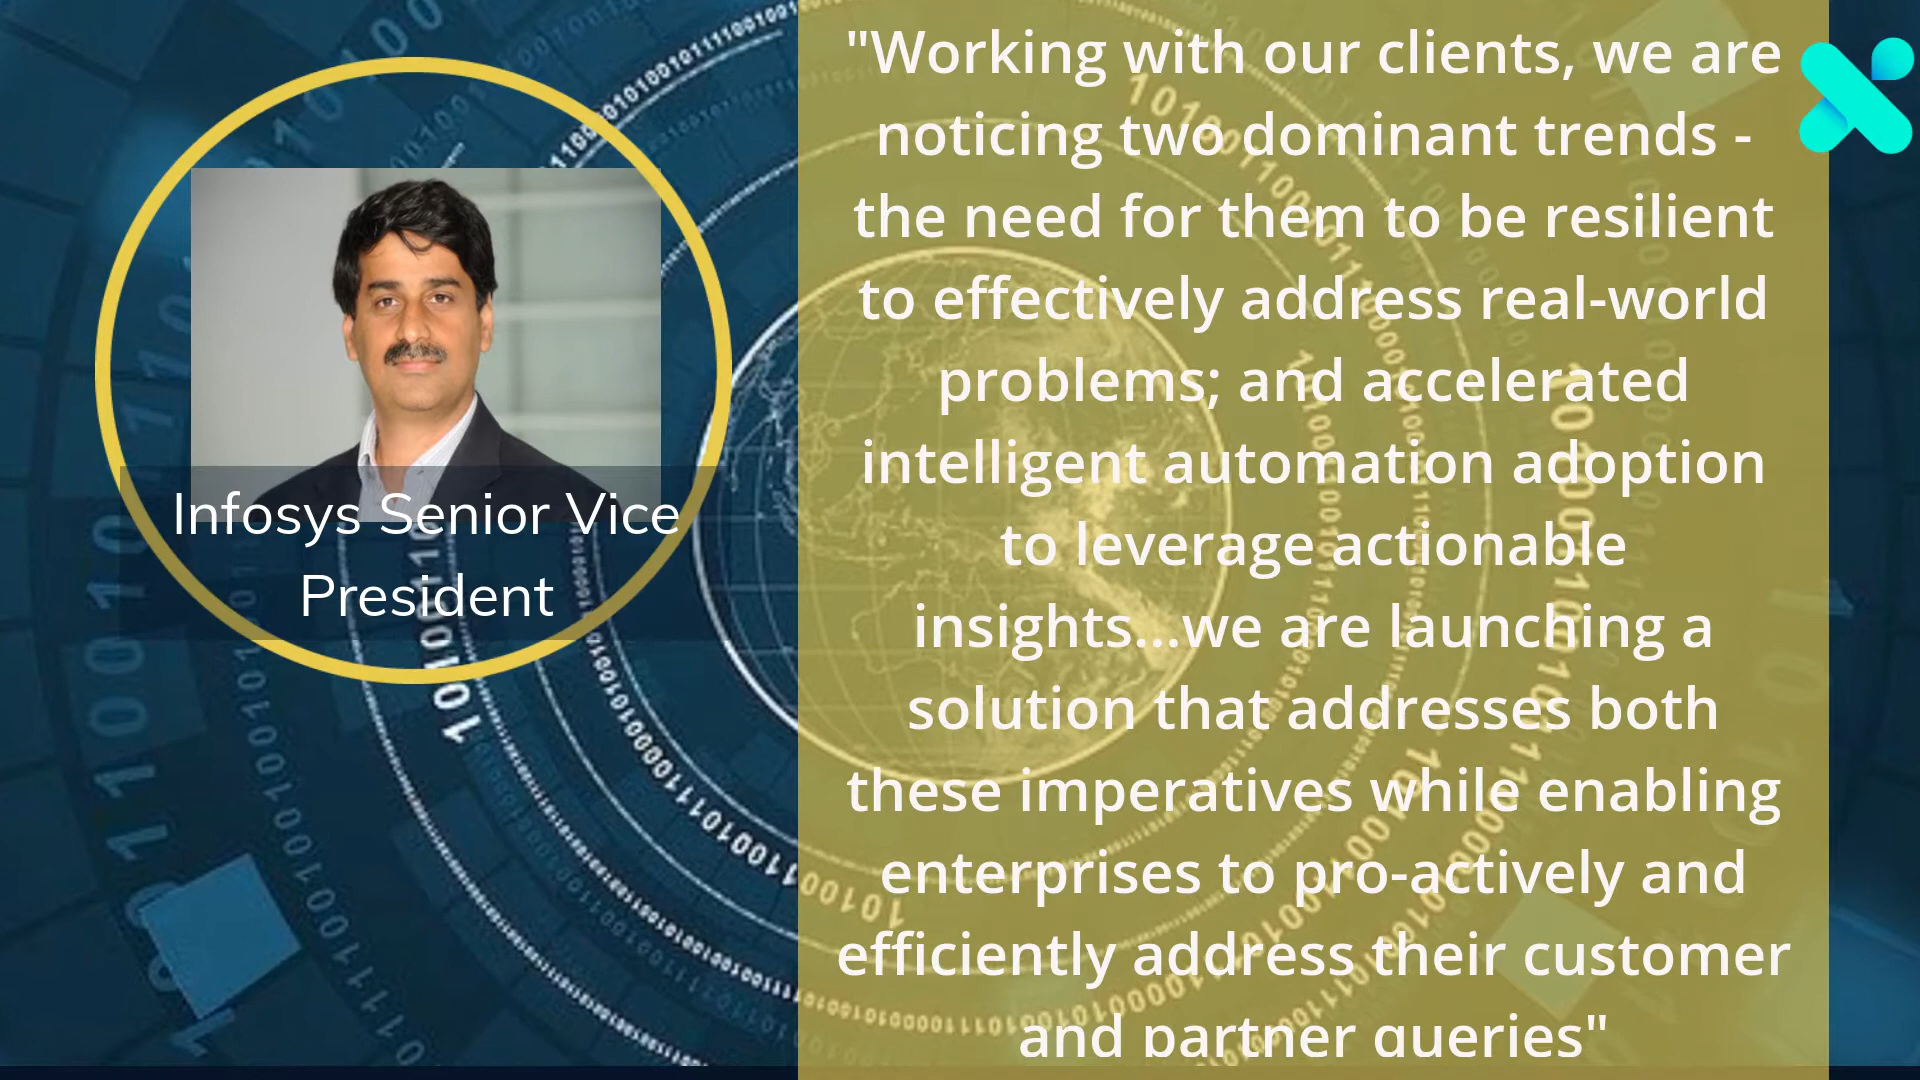 Infosys Senior Vice
President
"Working with our clients, we are
noticing two dominant trends -
the need for them to be resilient
to effectively address real-world
problems; and accelerated
intelligent automation adoption
to leverage actionable
insights...we are launching a
solution that addresses both
these imperatives while enabling
enterprises to pro-actively and
efficiently address their customer
and partner queries"